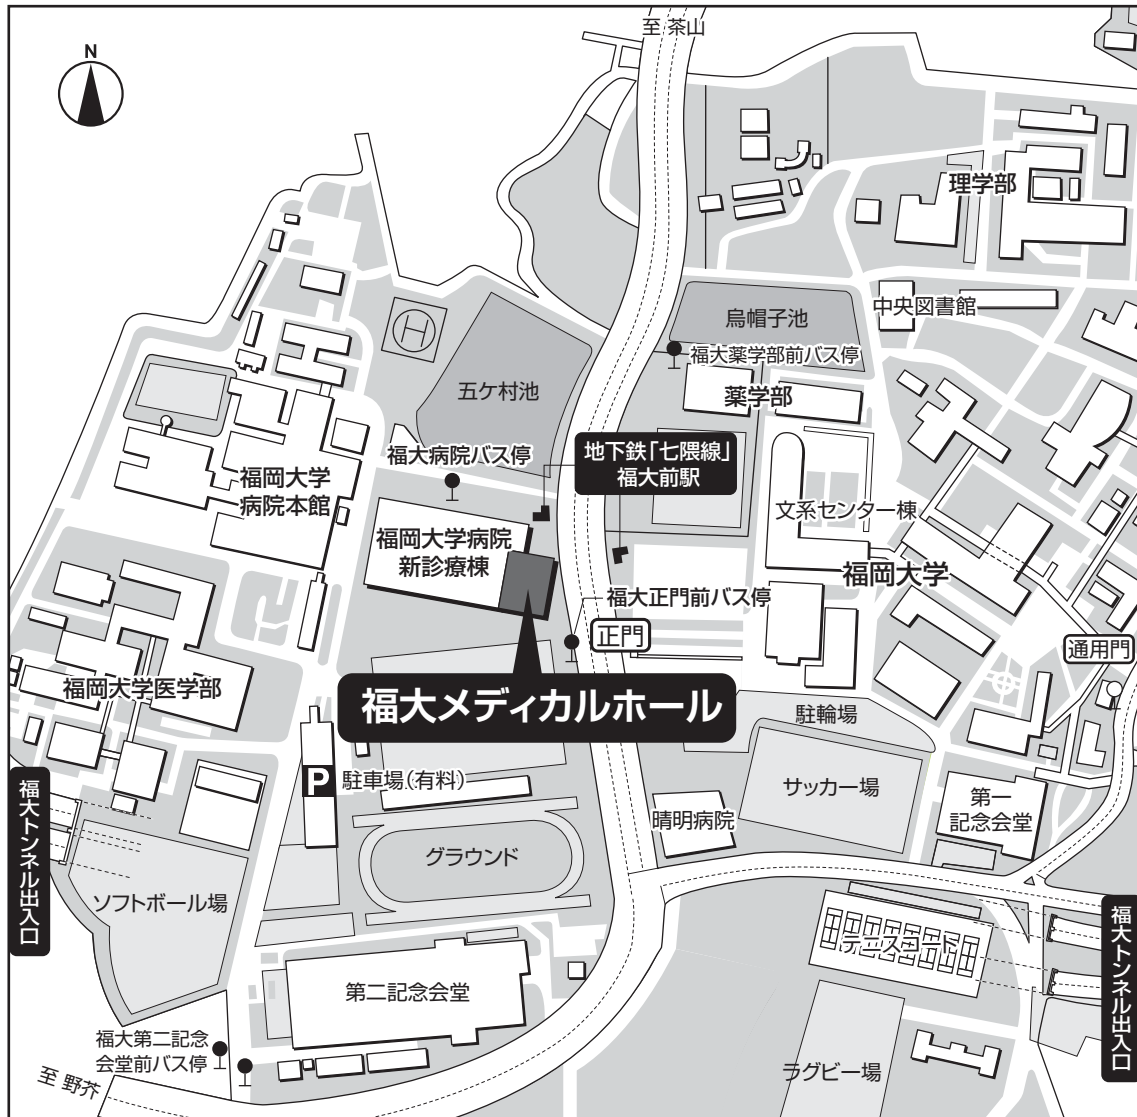 至 茶山
N
理学部
中央図書館
烏帽子池
福大薬学部前バス停
薬学部
五ケ村池
地下鉄「七隈線」
福大前駅
福大病院バス停
福岡大学
病院本館
文系センター棟
福岡大学病院
新診療棟
福岡大学
福大正門前バス停
正門
通用門
福岡大学医学部
福大メディカルホール
駐輪場
P
駐車場(有料)
サッカー場
第一
記念会堂
晴明病院
福大トンネル出入口
グラウンド
ソフトボール場
テニスコート
福大トンネル出入口
第二記念会堂
福大第二記念
会堂前バス停
至 野芥
ラグビー場
H